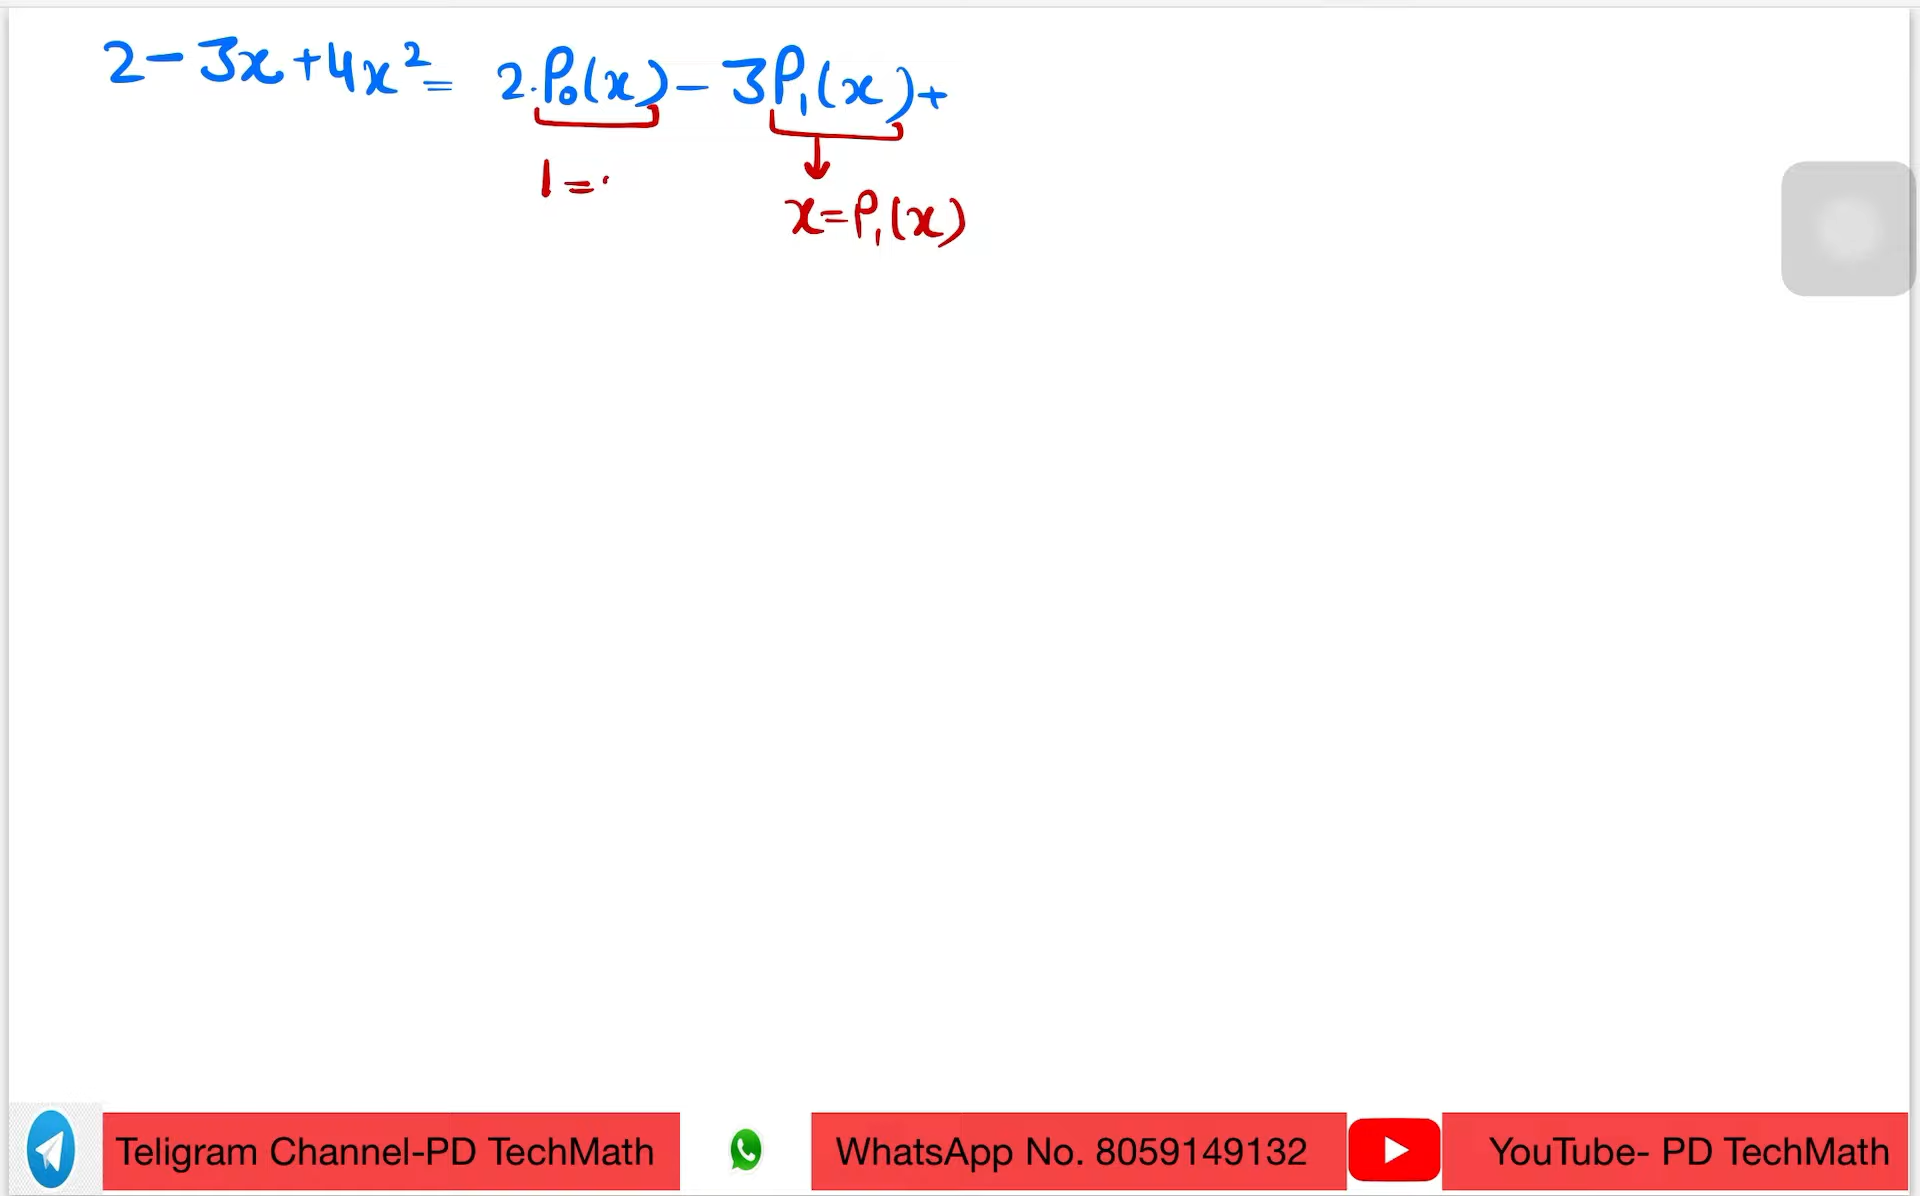 2-3x+4x²= 2.P₀(x)-3P₁(x)+
1=
x=P₁(x)
Teligram Channel-PD TechMath
WhatsApp No. 8059149132
YouTube- PD TechMath